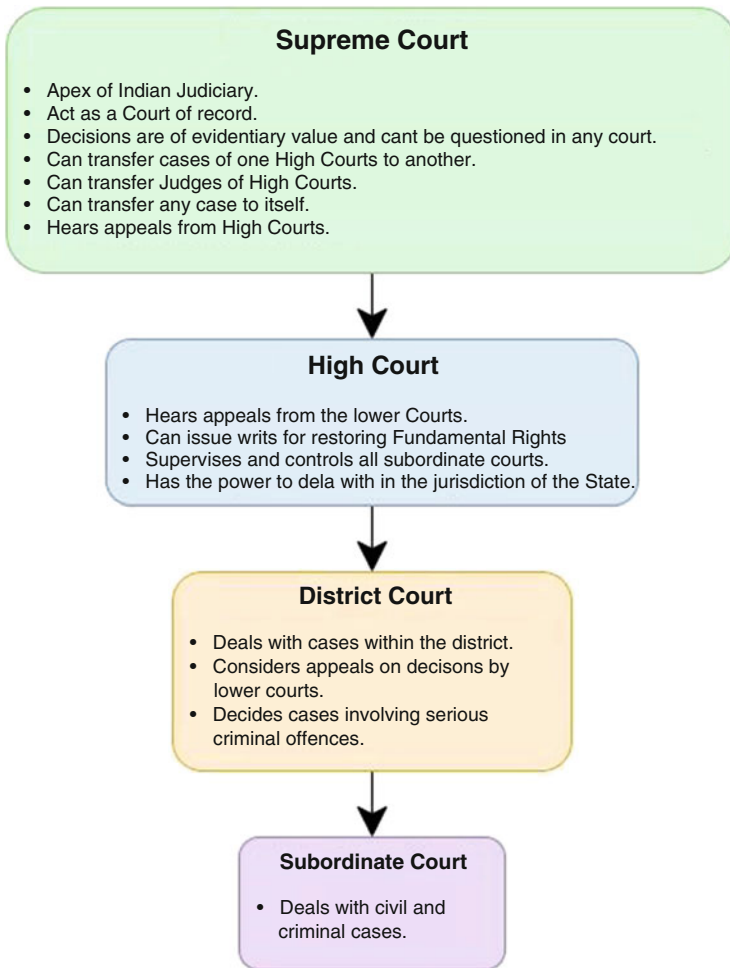 Supreme Court
• Apex of Indian Judiciary.
• Act as a Court of record.
• Decisions are of evidentiary value and cant be questioned in any court.
• Can transfer cases of one High Courts to another.
• Can transfer Judges of High Courts.
• Can transfer any case to itself.
• Hears appeals from High Courts.
High Court
• Hears appeals from the lower Courts.
• Can issue writs for restoring Fundamental Rights
• Supervises and controls all subordinate courts.
• Has the power to dela with in the jurisdiction of the State.
District Court
• Deals with cases within the district.
• Considers appeals on decisons by
lower courts.
• Decides cases involving serious
criminal offences.
Subordinate Court
• Deals with civil and
criminal cases.